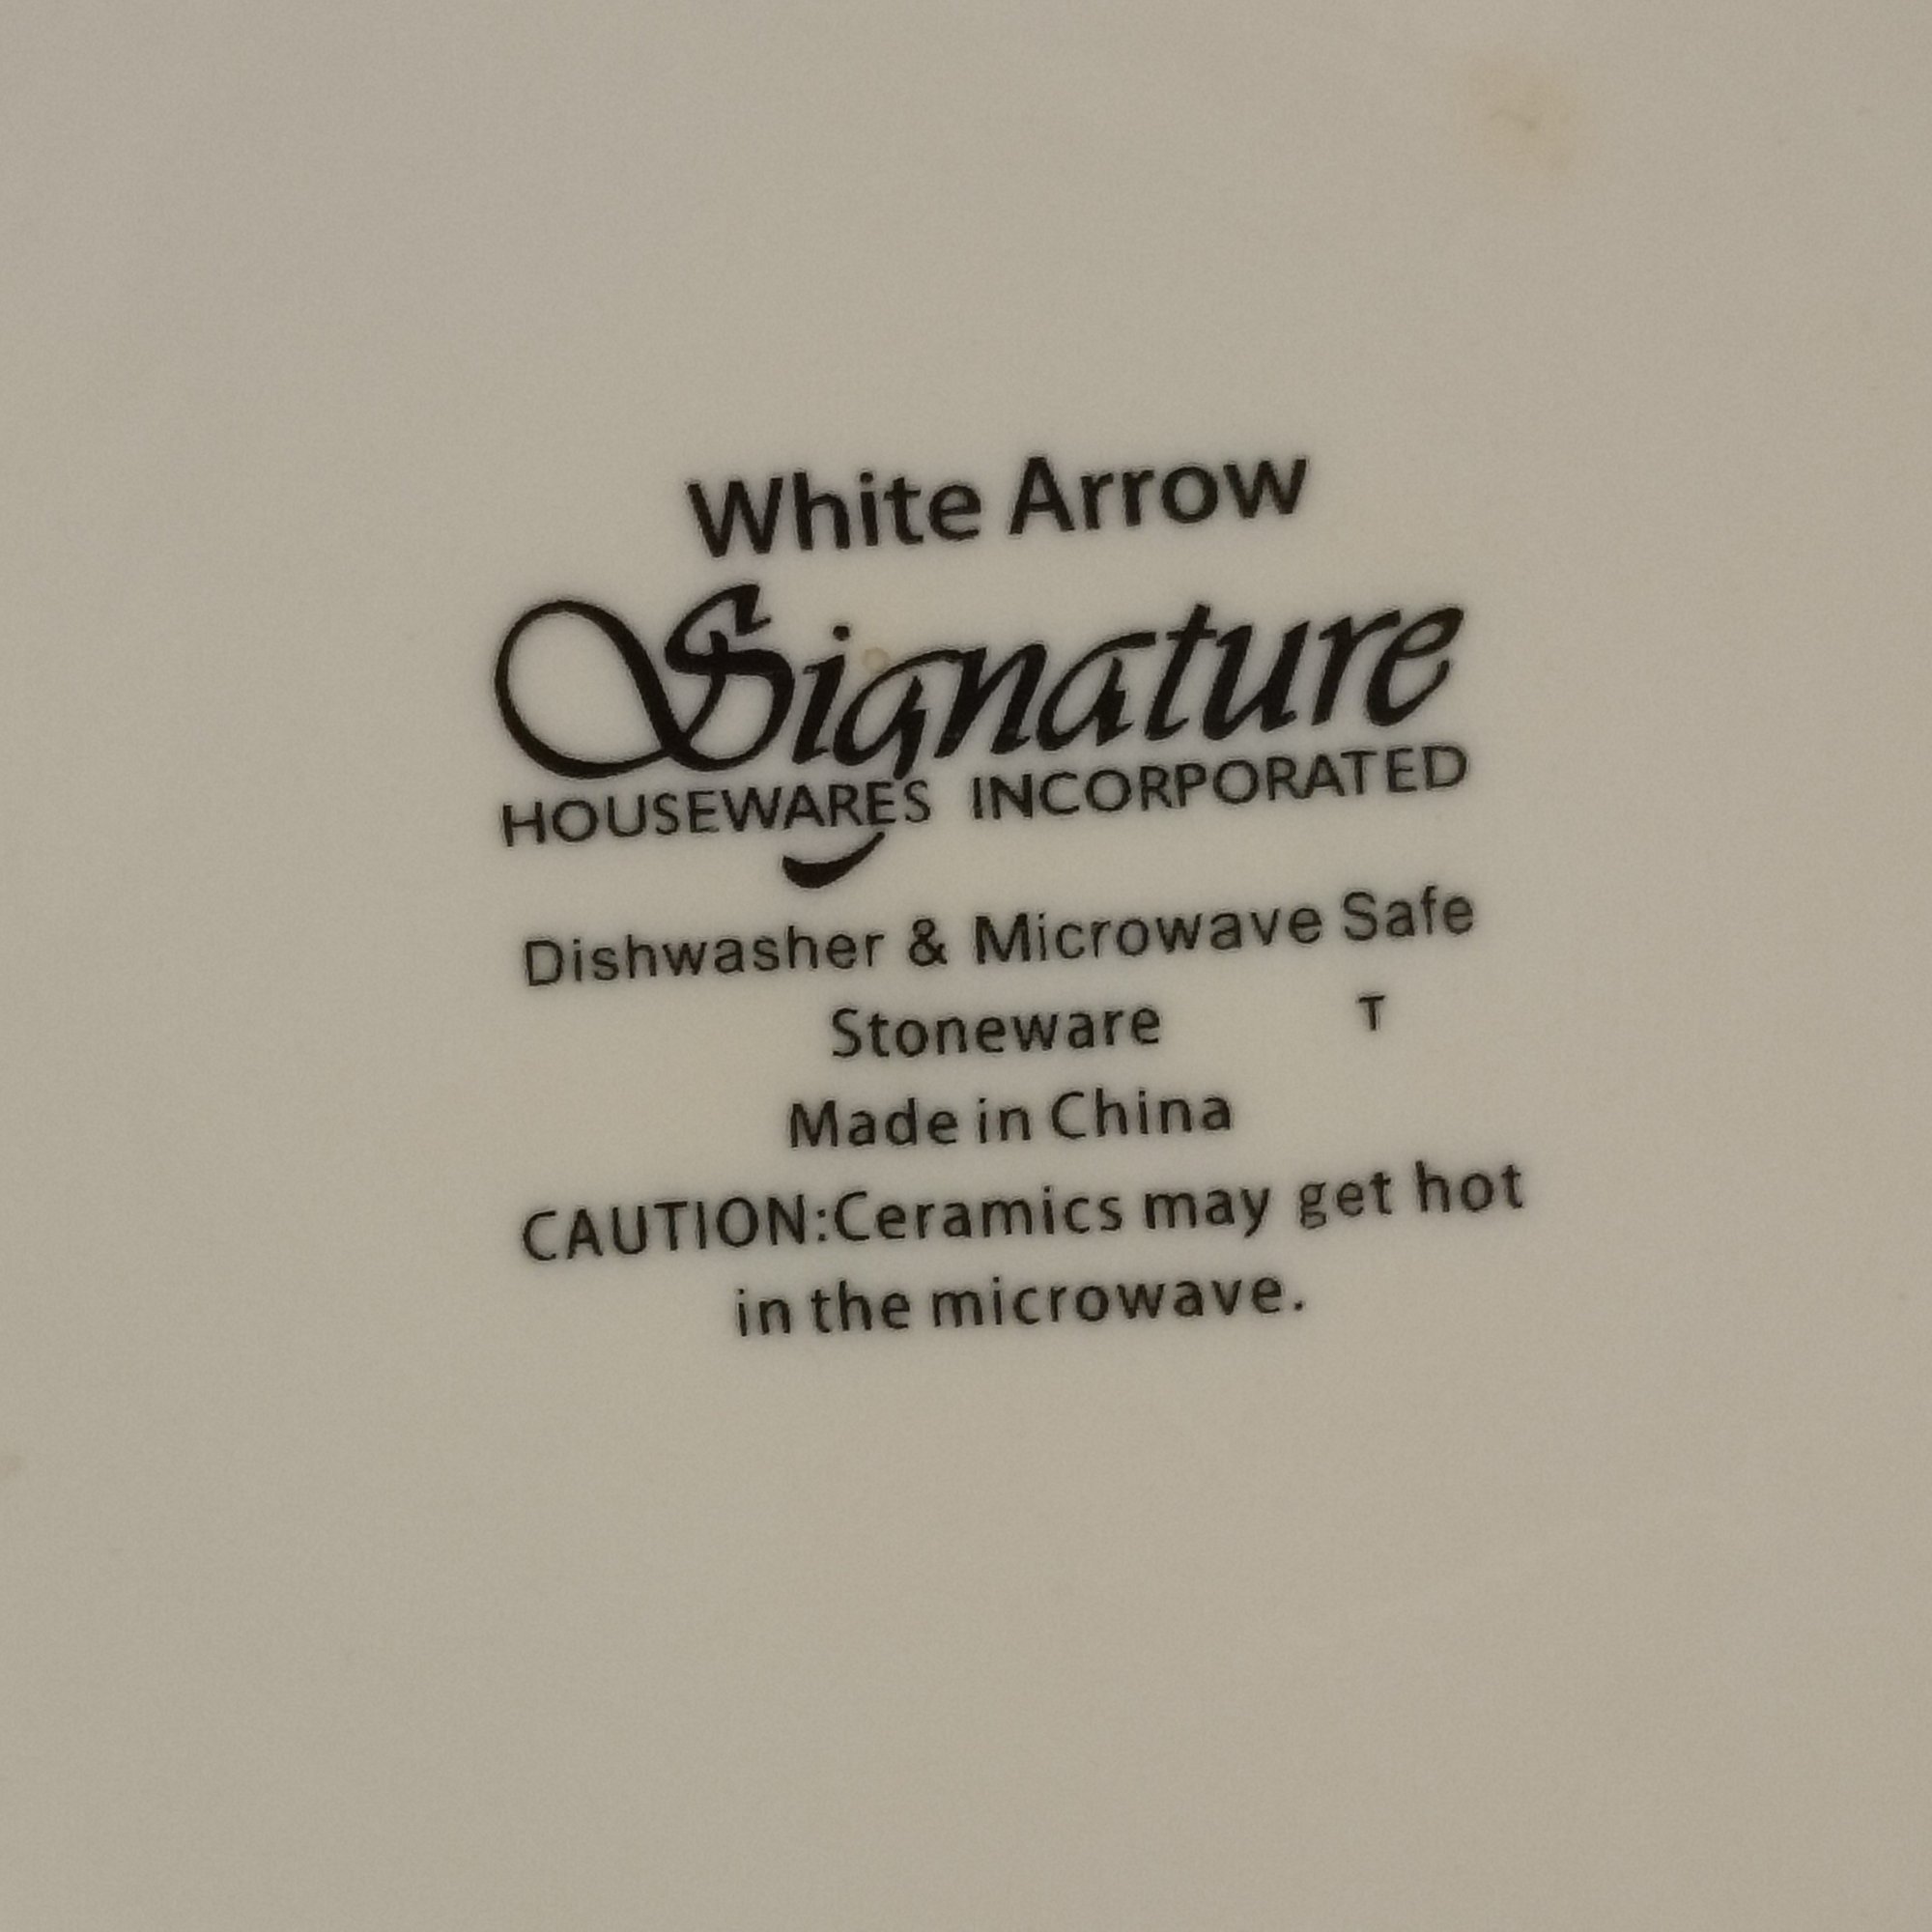 White Arrow
Signature
HOUSEWARES INCORPORATED
Dishwasher & Microwave Safe
Stoneware T
Made in China
CAUTION:Ceramics may get hot
in the microwave.